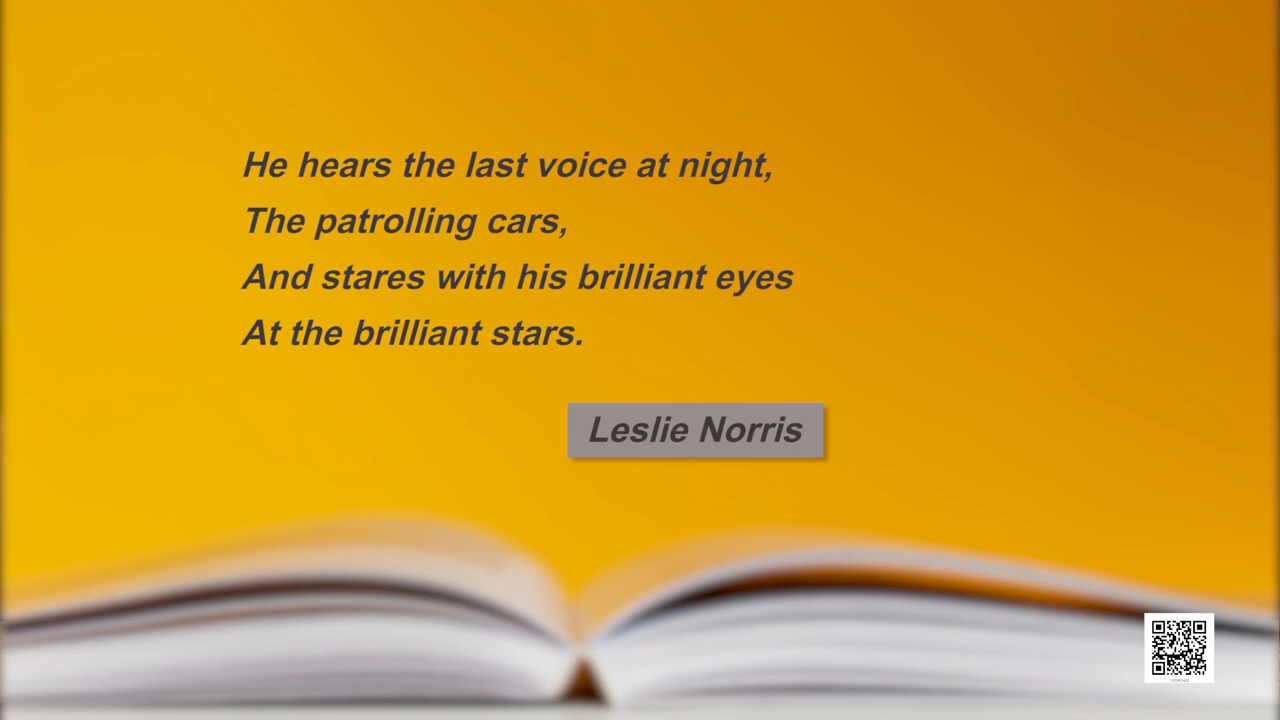 He hears the last voice at night,
The patrolling cars,
And stares with his brilliant eyes
At the brilliant stars.
Leslie Norris